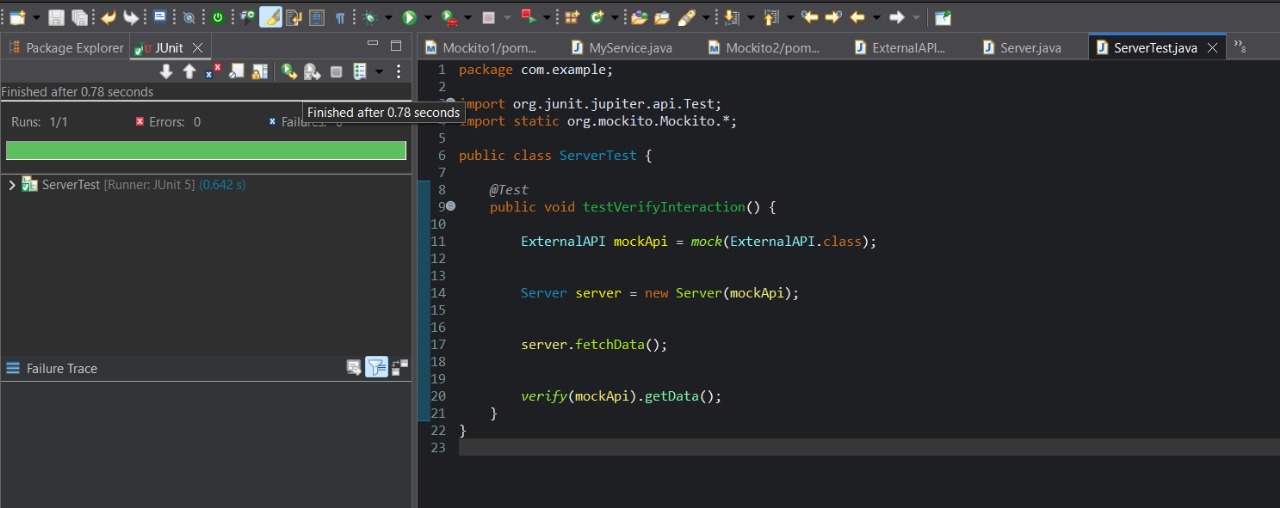 Package Explorer JUnit
Finished after 0.78 seconds
Runs: 1/1 Errors: 0 Failures: 0
Finished after 0.78 seconds
ServerTest [Runner: JUnit 5] (0.642 s)
Failure Trace
Mockito1/pom... MyService.java Mockito2/pom... ExternalAPI... Server.java ServerTest.java »8
1 package com.example;
2
3 import org.junit.jupiter.api.Test;
4 import static org.mockito.Mockito.*;
5
6 public class ServerTest {
7
8 @Test
9 public void testVerifyInteraction() {
10
11 ExternalAPI mockApi = mock(ExternalAPI.class);
12
13
14 Server server = new Server(mockApi);
15
16
17 server.fetchData();
18
19
20 verify(mockApi).getData();
21 }
22 }
23